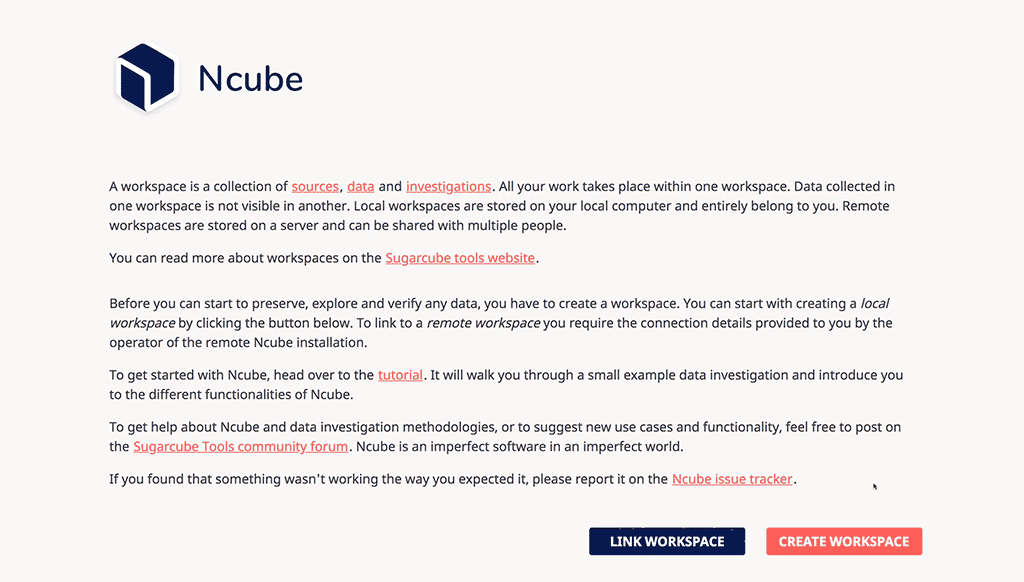 Ncube
A workspace is a collection of sources, data and investigations. All your work takes place within one workspace. Data collected in
one workspace is not visible in another. Local workspaces are stored on your local computer and entirely belong to you. Remote
workspaces are stored on a server and can be shared with multiple people.
You can read more about workspaces on the Sugarcube tools website.
Before you can start to preserve, explore and verify any data, you have to create a workspace. You can start with creating a local
workspace by clicking the button below. To link to a remote workspace you require the connection details provided to you by the
operator of the remote Ncube installation.
To get started with Ncube, head over to the tutorial. It will walk you through a small example data investigation and introduce you
to the different functionalities of Ncube.
To get help about Ncube and data investigation methodologies, or to suggest new use cases and functionality, feel free to post on
the Sugarcube Tools community forum. Ncube is an imperfect software in an imperfect world.
If you found that something wasn't working the way you expected it, please report it on the Ncube issue tracker.
LINK WORKSPACE CREATE WORKSPACE